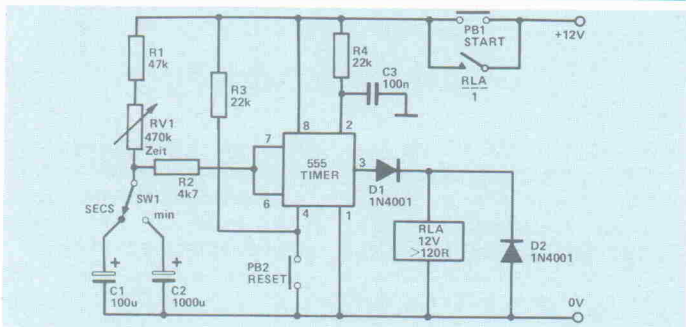 R1
47k
RV1
470k
Zeit
SECS
SW1
min
R2
4k7
C1
100u
C2
1000u
+
+
R3
22k
R4
22k
C3
100n
7
8
2
6
4
1
3
555
TIMER
PB2
RESET
D1
1N4001
RLA
12V
>120R
D2
1N4001
PB1
START
RLA
1
+12V
0V